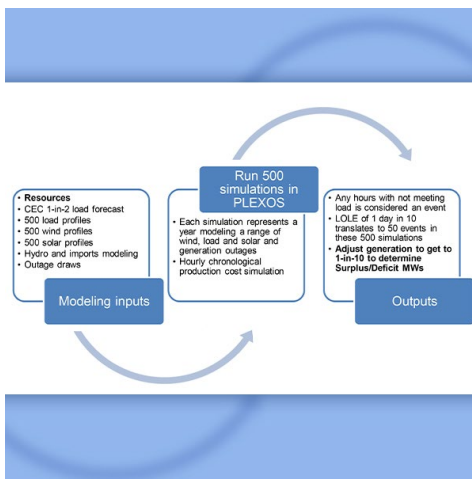 • Resources
• CEC 1-in-2 load forecast
• 500 load profiles
• 500 wind profiles
• 500 solar profiles
• Hydro and imports modeling
• Outage draws
Modeling inputs
Run 500
simulations in
PLEXOS
• Each simulation represents a
year modeling a range of
wind, load and solar and
generation outages
• Hourly chronological
production cost simulation
• Any hours with not meeting
load is considered an event
• LOLE of 1 day in 10
translates to 50 events in
these 500 simulations
• Adjust generation to get to
1-in-10 to determine
Surplus/Deficit MWs
Outputs